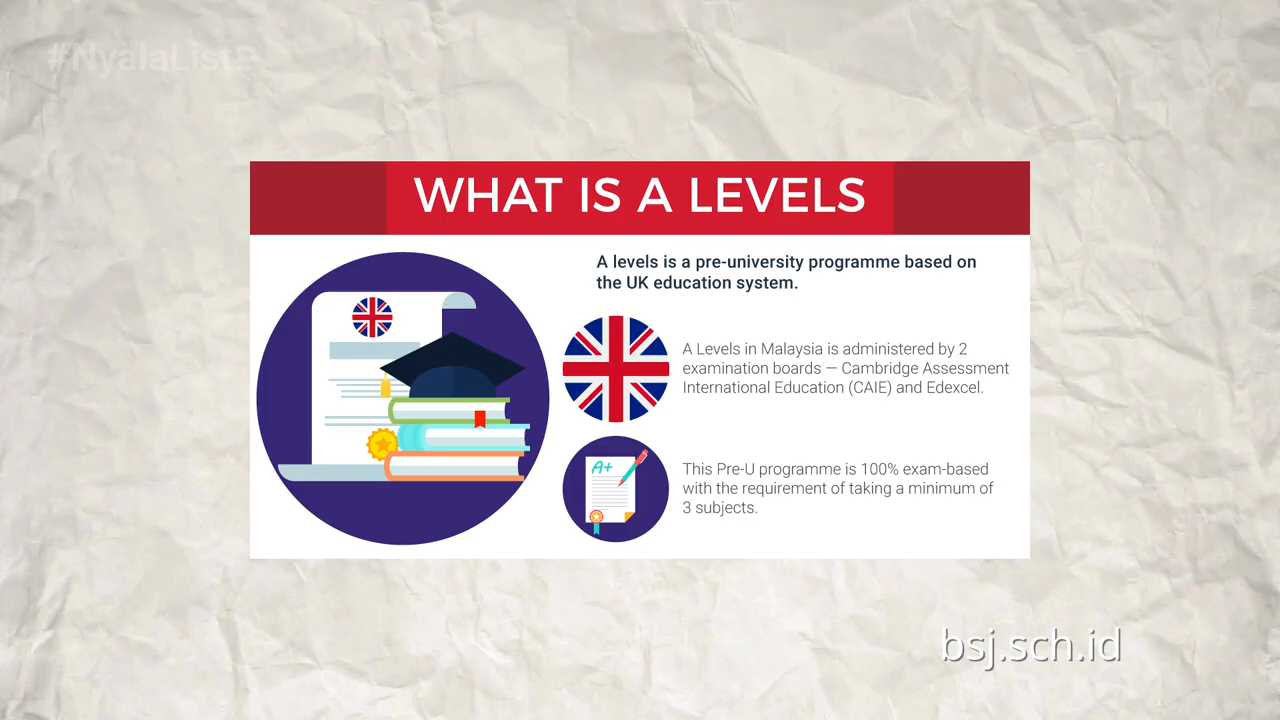 #NyalaListe
WHAT IS A LEVELS
A levels is a pre-university programme based on
the UK education system.
A Levels in Malaysia is administered by 2
examination boards — Cambridge Assessment
International Education (CAIE) and Edexcel.
A+
This Pre-U programme is 100% exam-based
with the requirement of taking a minimum of
3 subjects.
bsj.sch.id